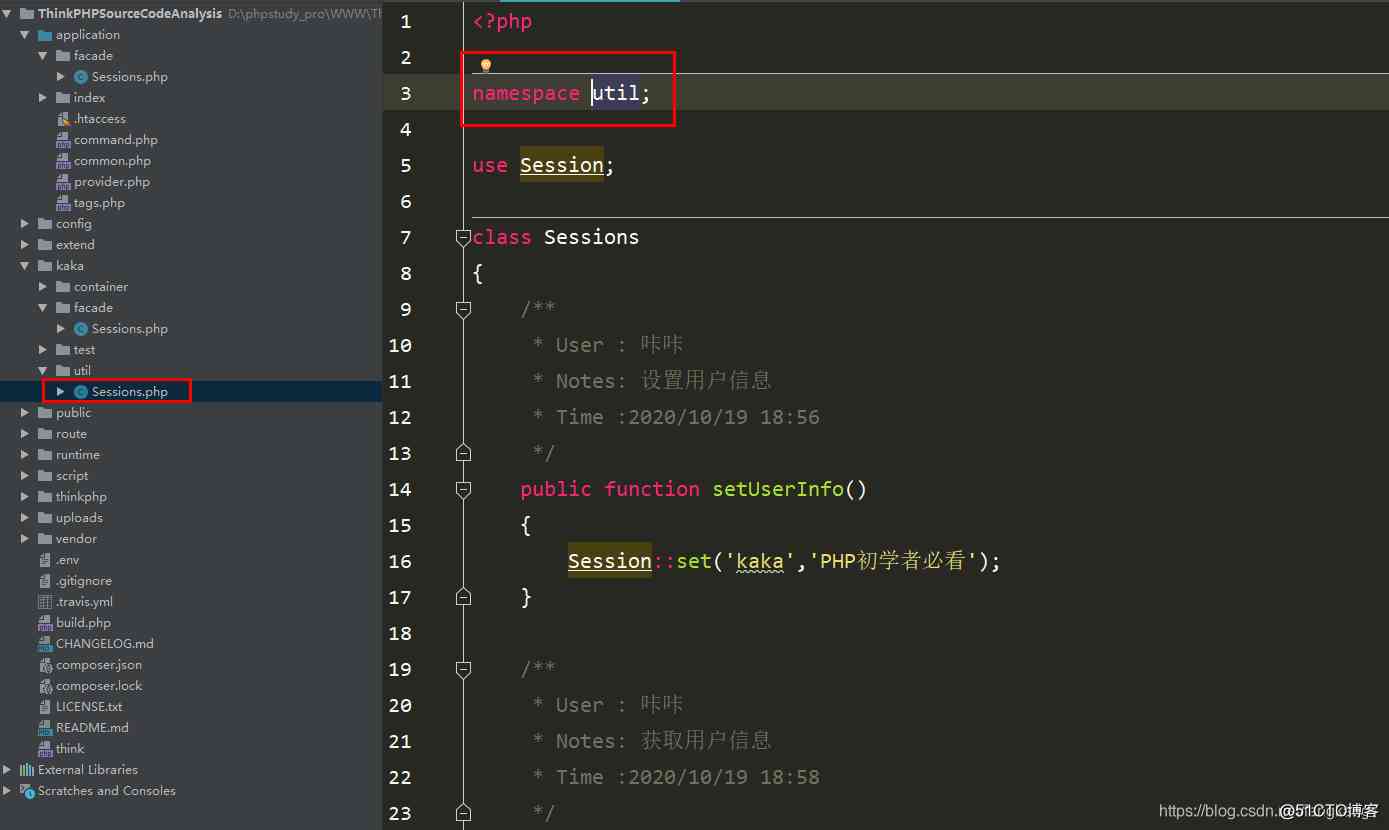 ThinkPHPSourceCodeAnalysis D:\phpstudy_pro\WWW\Th
application
facade
Sessions.php
index
.htaccess
command.php
common.php
provider.php
tags.php
config
extend
kaka
container
facade
Sessions.php
test
util
Sessions.php
public
route
runtime
script
thinkphp
uploads
vendor
.env
.gitignore
.travis.yml
build.php
CHANGELOG.md
composer.json
composer.lock
LICENSE.txt
README.md
think
External Libraries
Scratches and Consoles
1 <?php
2
3 namespace util;
4
5 use Session;
6
7 class Sessions
8 {
9 /**
10 * User : 咔咔
11 * Notes: 设置用户信息
12 * Time :2020/10/19 18:56
13 */
14 public function setUserInfo()
15 {
16 Session::set('kaka','PHP初学者必看');
17 }
18
19 /**
20 * User : 咔咔
21 * Notes: 获取用户信息
22 * Time :2020/10/19 18:58
23 */
https://blog.csdn.n
@51CTO博客